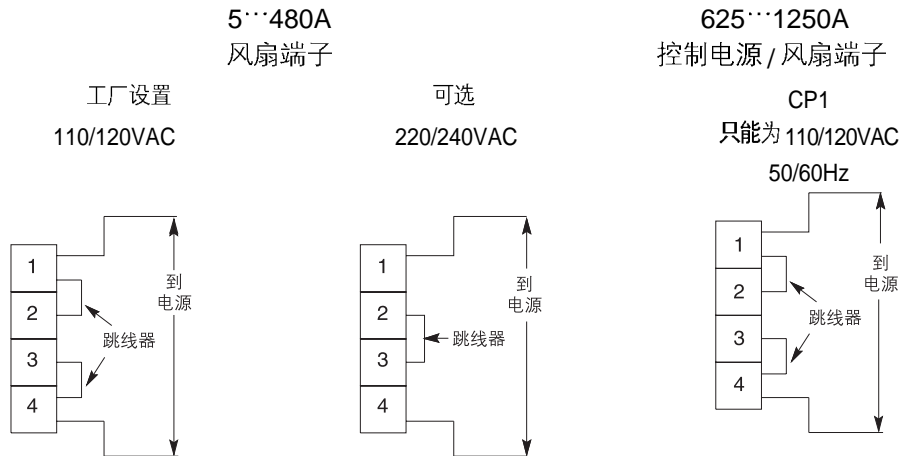 5…480A
风扇端子
625…1250A
控制电源/风扇端子
工厂设置
110/120VAC
可选
220/240VAC
CP1
只能为 110/120VAC
50/60Hz
1
2
3
4
跳线器
到
电源
1
2
3
4
跳线器
到
电源
1
2
3
4
跳线器
到
电源